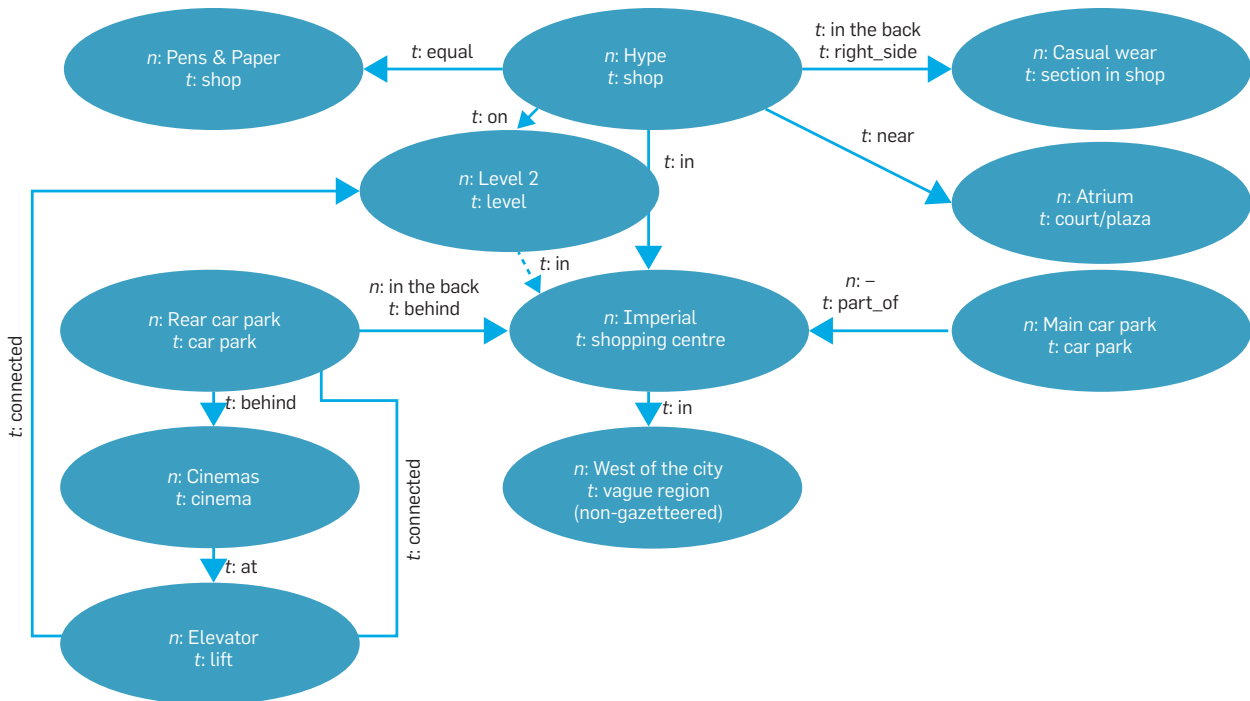 n: Pens & Paper
t: shop
t: equal
n: Hype
t: shop
t: in the back
t: right_side
n: Casual wear
t: section in shop
t: on
t: in
t: near
n: Level 2
t: level
n: Atrium
t: court/plaza
t: in
n: Rear car park
t: car park
n: in the back
t: behind
n: Imperial
t: shopping centre
n: –
t: part_of
n: Main car park
t: car park
t: connected
t: behind
t: in
n: Cinemas
t: cinema
t: connected
n: West of the city
t: vague region
(non-gazetteered)
t: at
n: Elevator
t: lift